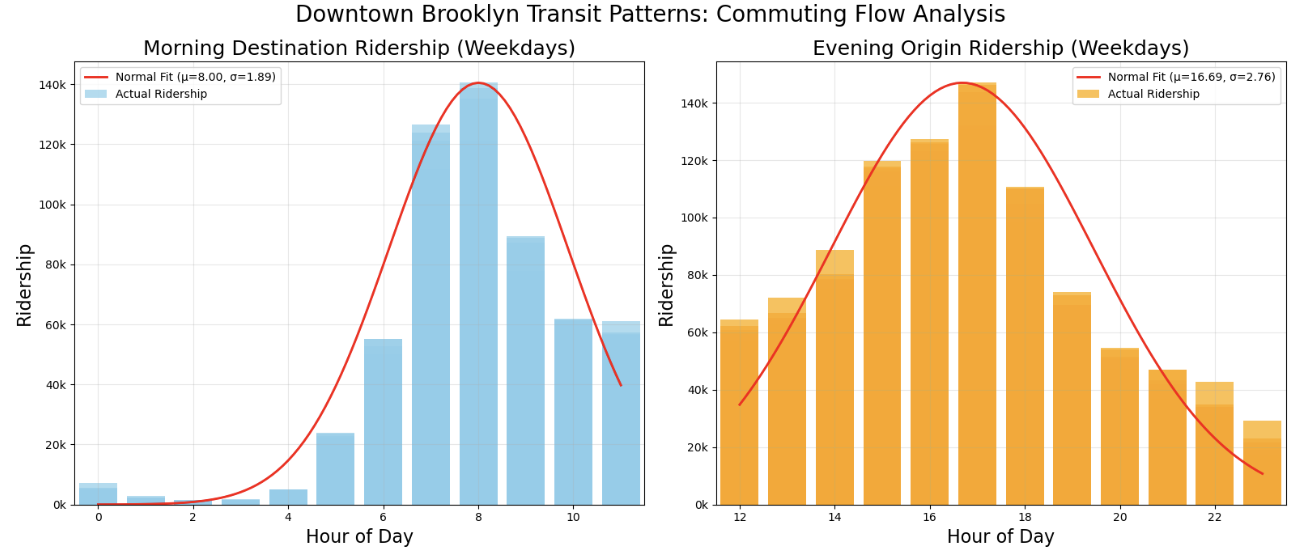 Downtown Brooklyn Transit Patterns: Commuting Flow Analysis
Morning Destination Ridership (Weekdays)
Normal Fit (μ=8.00, σ=1.89)
Actual Ridership
140k
120k
100k
80k
60k
40k
20k
0k
Ridership
0 2 4 6 8 10
Hour of Day
Evening Origin Ridership (Weekdays)
Normal Fit (μ=16.69, σ=2.76)
Actual Ridership
140k
120k
100k
80k
60k
40k
20k
0k
Ridership
12 14 16 18 20 22
Hour of Day